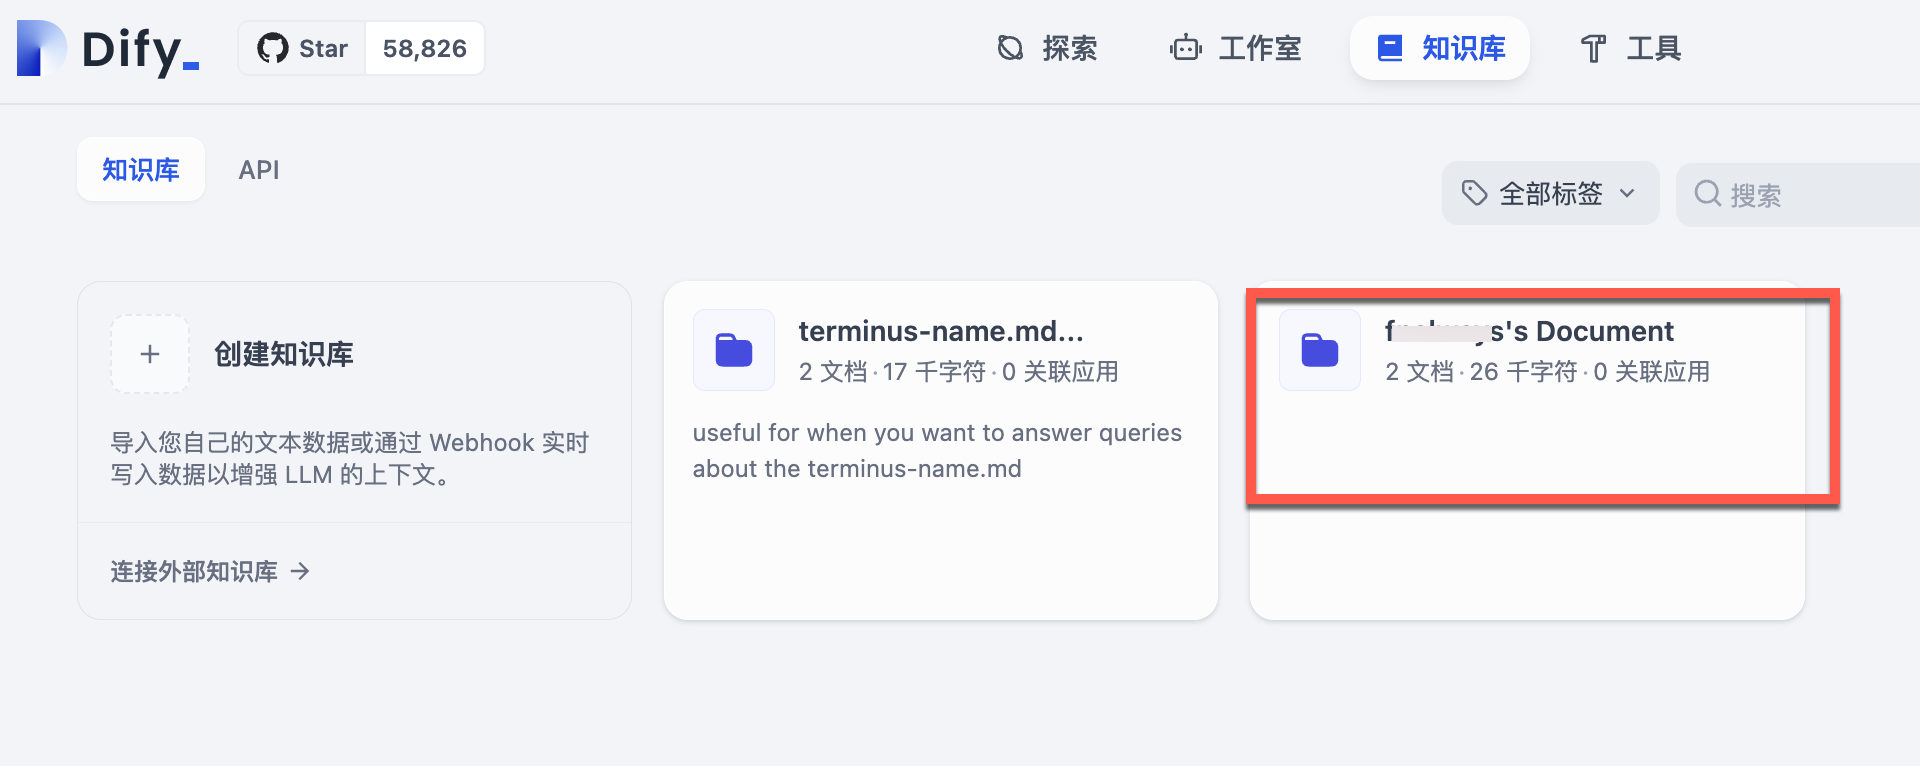 Dify_
Star 58,826
探索
工作室
知识库
工具
知识库
API
全部标签
搜索
创建知识库
导入您自己的文本数据或通过 Webhook 实时
写入数据以增强 LLM 的上下文。
连接外部知识库 →
terminus-name.md...
2 文档·17 千字符·0 关联应用
useful for when you want to answer queries
about the terminus-name.md
Document
2 文档·26 千字符·0 关联应用